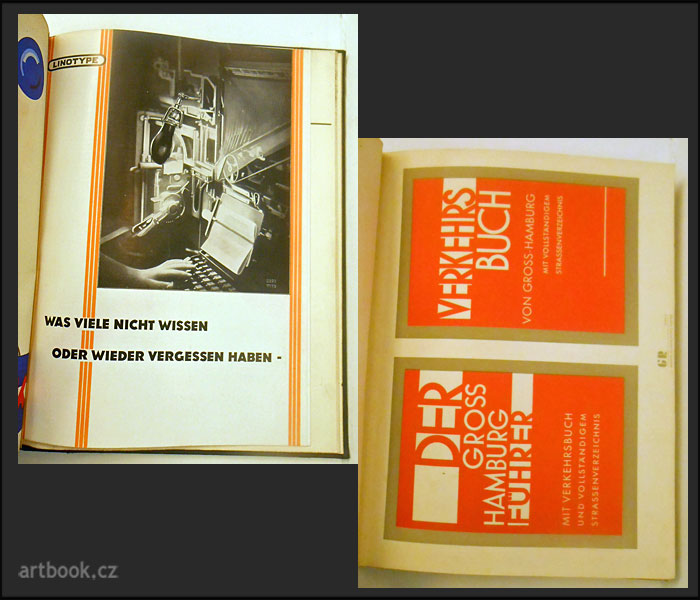 LINOTYPE
WAS VIELE NICHT WISSEN
ODER WIEDER VERGESSEN HABEN -
VERKEHRS
BUCH
VON GROSS-HAMBURG
MIT VOLLSTÄNDIGEM
STRASSENVERZEICHNIS
GR
DER
GROSS
HAMBURG
FÜHRER
MIT VERKEHRSBUCH
UND VOLLSTÄNDIGEM
STRASSENVERZEICHNIS
artbook.cz